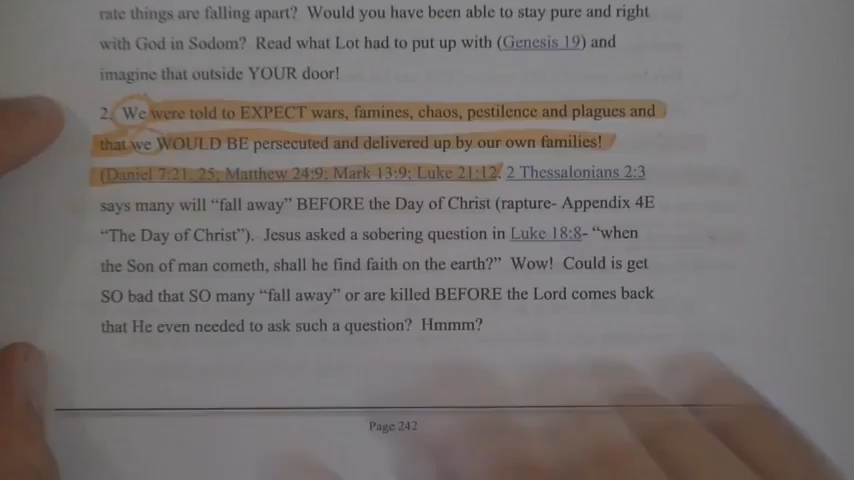 rate things are falling apart? Would you have been able to stay pure and right
with God in Sodom? Read what Lot had to put up with (Genesis 19) and
imagine that outside YOUR door!
2. We were told to EXPECT wars, famines, chaos, pestilence and plagues and
that we WOULD BE persecuted and delivered up by our own families!
(Daniel 7:21, 25; Matthew 24:9; Mark 13:9; Luke 21:12. 2 Thessalonians 2:3
says many will “fall away” BEFORE the Day of Christ (rapture- Appendix 4E
“The Day of Christ”). Jesus asked a sobering question in Luke 18:8- “when
the Son of man cometh, shall he find faith on the earth?” Wow! Could is get
SO bad that SO many “fall away” or are killed BEFORE the Lord comes back
that He even needed to ask such a question? Hmmm?
Page 242